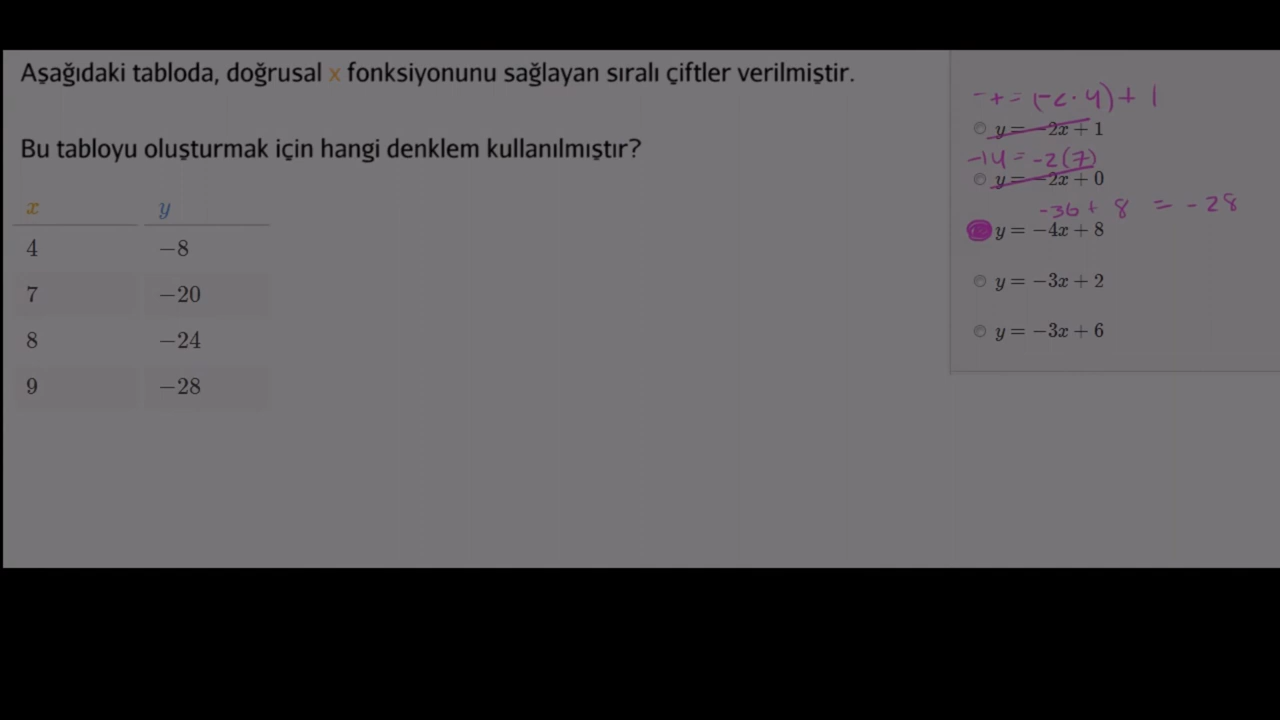 Aşağıdaki tabloda, doğrusal x fonksiyonunu sağlayan sıralı çiftler verilmiştir.
Bu tabloyu oluşturmak için hangi denklem kullanılmıştır?
x y
4 −8
7 −20
8 −24
9 −28
y = −2x + 1
−14 = −2(7)
y = −2x + 0
−36 + 8 = −28
y = −4x + 8
y = −3x + 2
y = −3x + 6